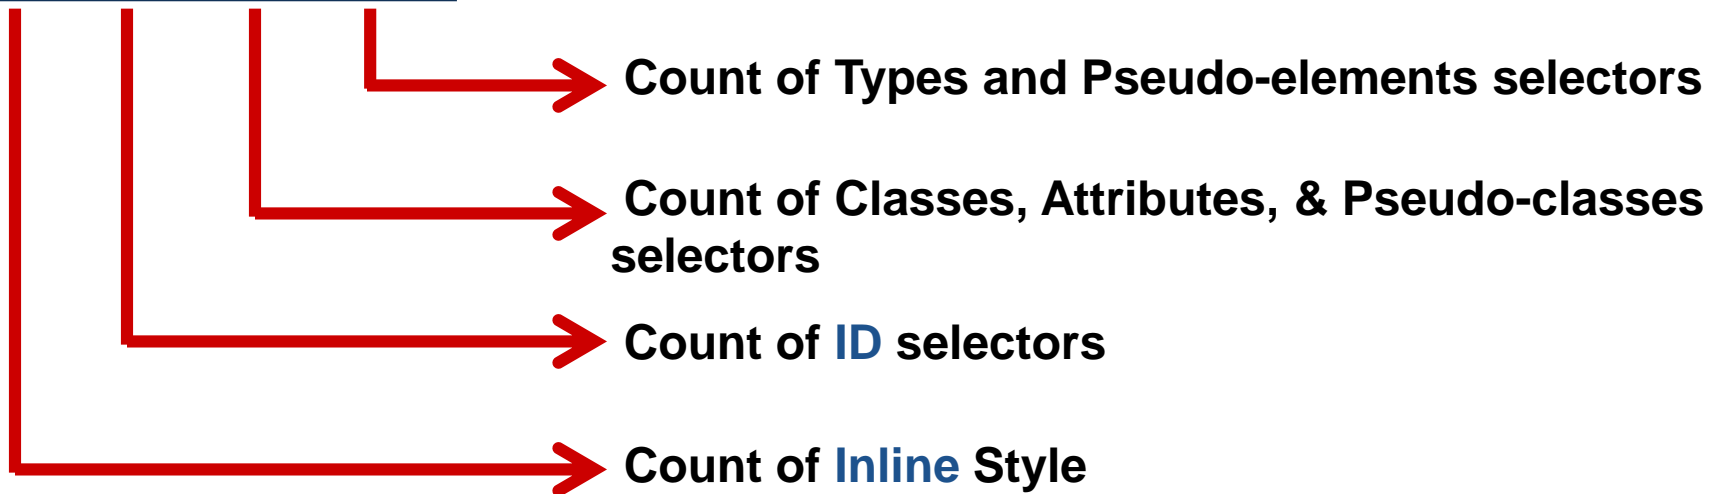 Count of Types and Pseudo-elements selectors
Count of Classes, Attributes, & Pseudo-classes
selectors
Count of ID selectors
Count of Inline Style